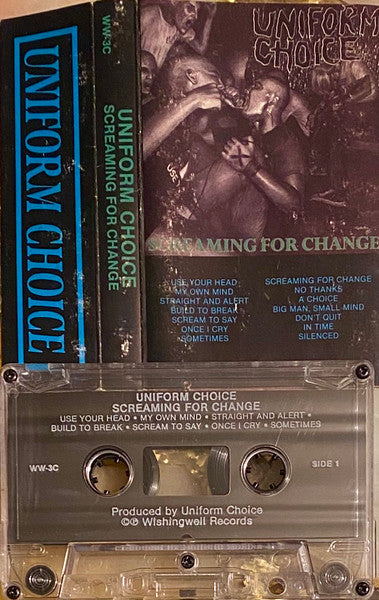 UNIFORM CHOICE
WW-3C
UNIFORM CHOICE
SCREAMING FOR CHANGE
UNIFORM
CHOICE
SCREAMING FOR CHANGE
USE YOUR HEAD
MY OWN MIND
STRAIGHT AND ALERT
BUILD TO BREAK
SCREAM TO SAY
ONCE I CRY
SOMETIMES
SCREAMING FOR CHANGE
NO THANKS
A CHOICE
BIG MAN, SMALL MIND
DON'T QUIT
IN TIME
SILENCED
UNIFORM CHOICE
SCREAMING FOR CHANGE
USE YOUR HEAD • MY OWN MIND • STRAIGHT AND ALERT •
BUILD TO BREAK • SCREAM TO SAY • ONCE I CRY • SOMETIMES
WW-3C
SIDE 1
Produced by Uniform Choice
©℗ Wishingwell Records